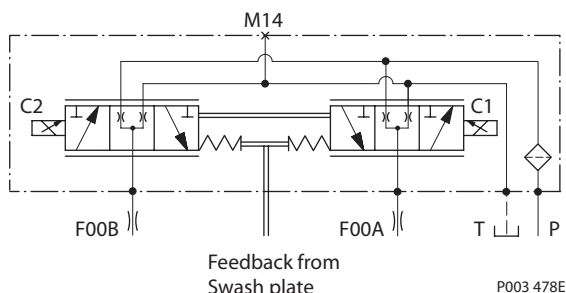 M14
C2
C1
F00B
F00A
T
P
Feedback from
Swash plate
P003 478E